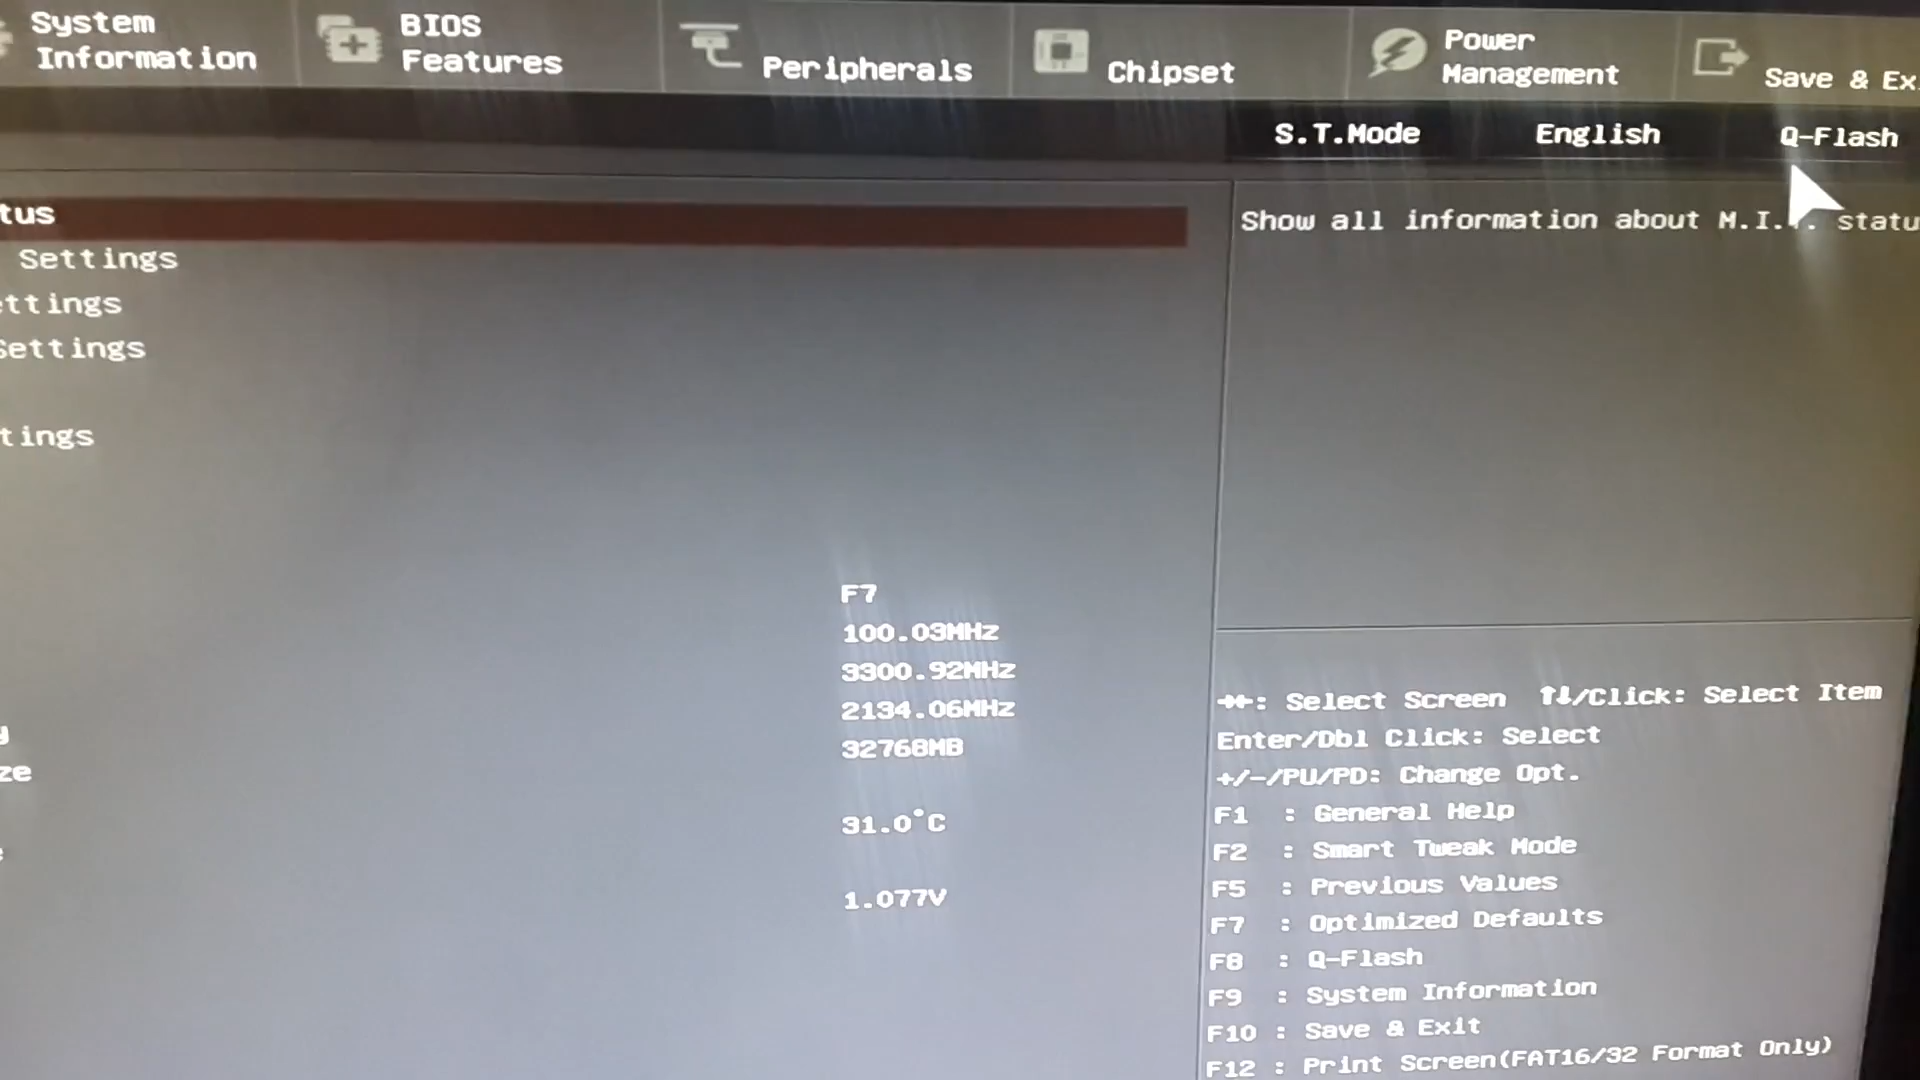 System Information
BIOS Features
Peripherals
Chipset
Power Management
Save & Ex
S.T.Mode
English
Q-Flash
tus
Settings
ettings
Settings
tings
Show all information about M.I. statu
F7
100.03MHz
3300.92MHz
2134.06MHz
y
32768MB
ze
31.0°C
1.077V
→←: Select Screen ↑↓/Click: Select Item
Enter/Dbl Click: Select
+/-/PU/PD: Change Opt.
F1 : General Help
F2 : Smart Tweak Mode
F5 : Previous Values
F7 : Optimized Defaults
F8 : Q-Flash
F9 : System Information
F10 : Save & Exit
F12 : Print Screen(FAT16/32 Format Only)